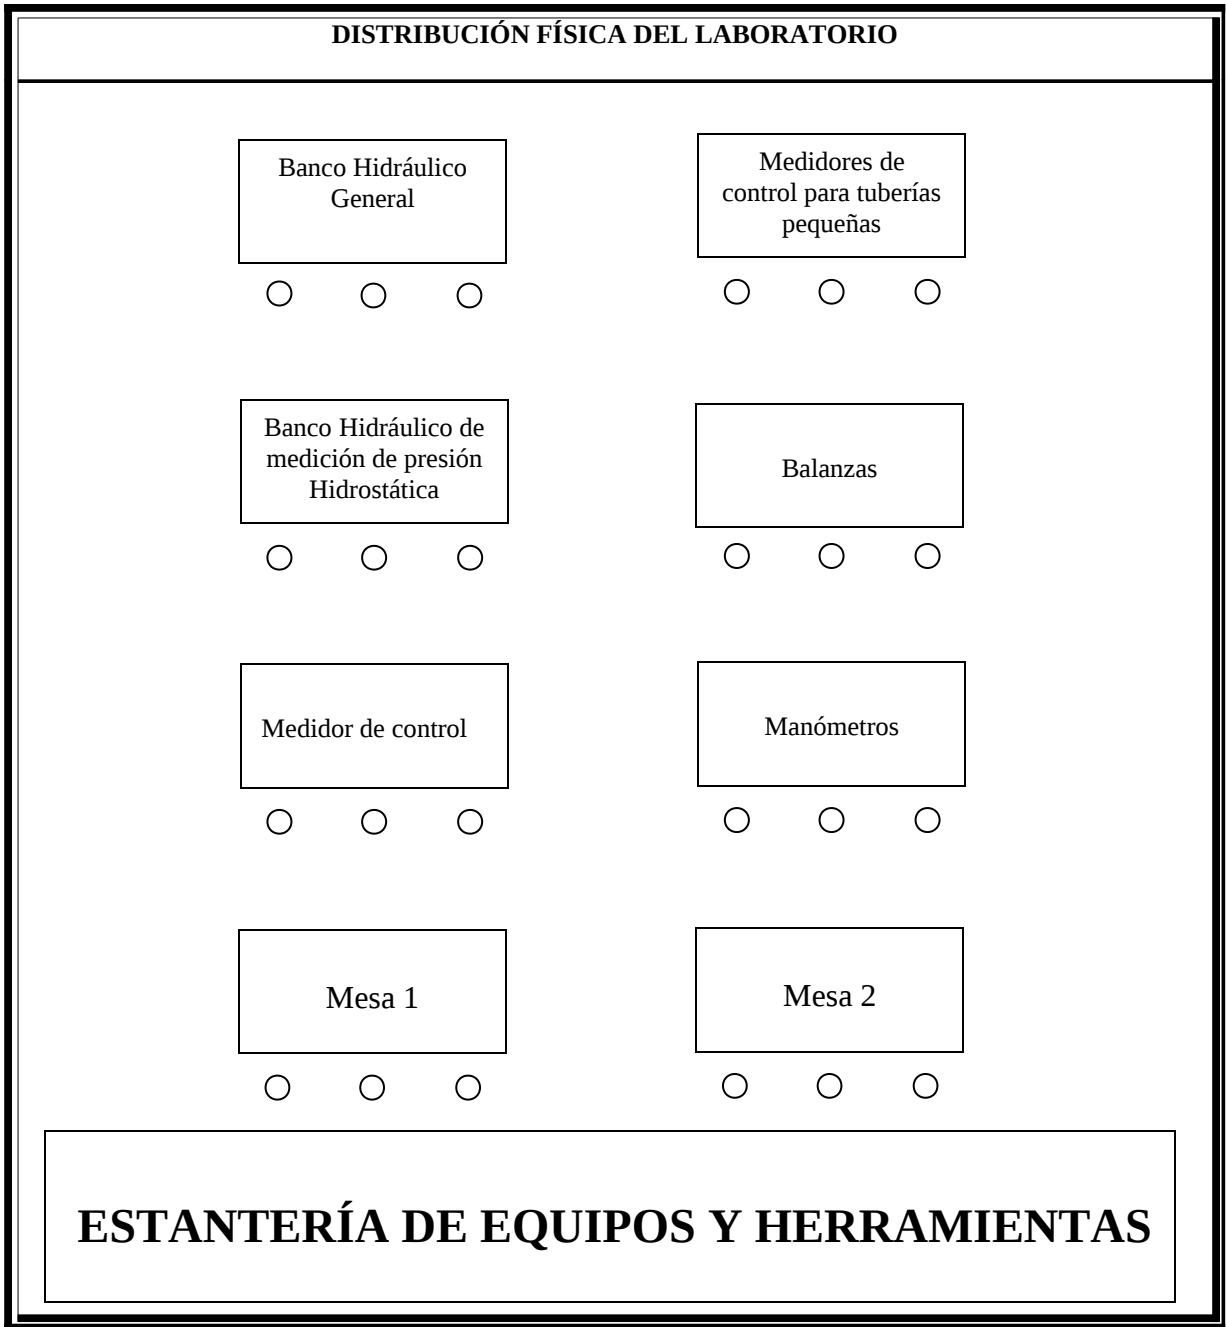 DISTRIBUCIÓN FÍSICA DEL LABORATORIO
Banco Hidráulico
General
Medidores de
control para tuberías
pequeñas
Banco Hidráulico de
medición de presión
Hidrostática
Balanzas
Medidor de control
Manómetros
Mesa 1
Mesa 2
ESTANTERÍA DE EQUIPOS Y HERRAMIENTAS